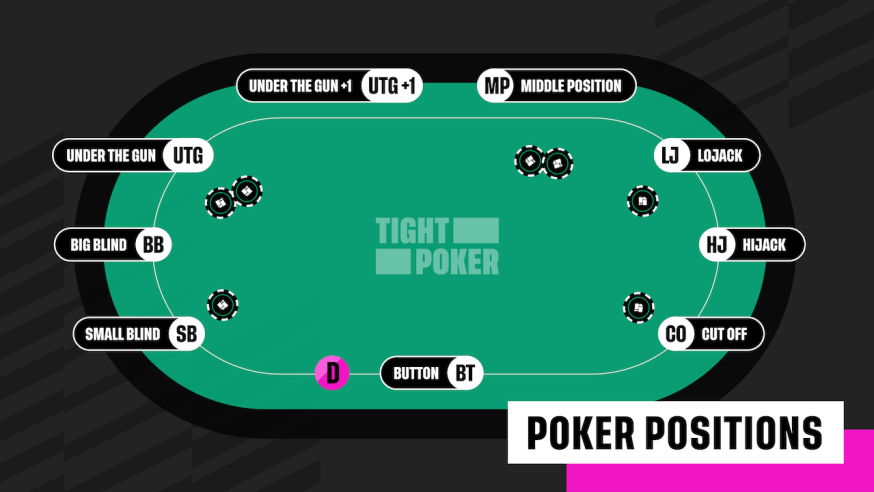 UNDER THE GUN +1 UTG +1
MP MIDDLE POSITION
UNDER THE GUN UTG
LJ LOJACK
TIGHT
POKER
BIG BLIND BB
HJ HIJACK
SMALL BLIND SB
CO CUT OFF
D
BUTTON BT
POKER POSITIONS